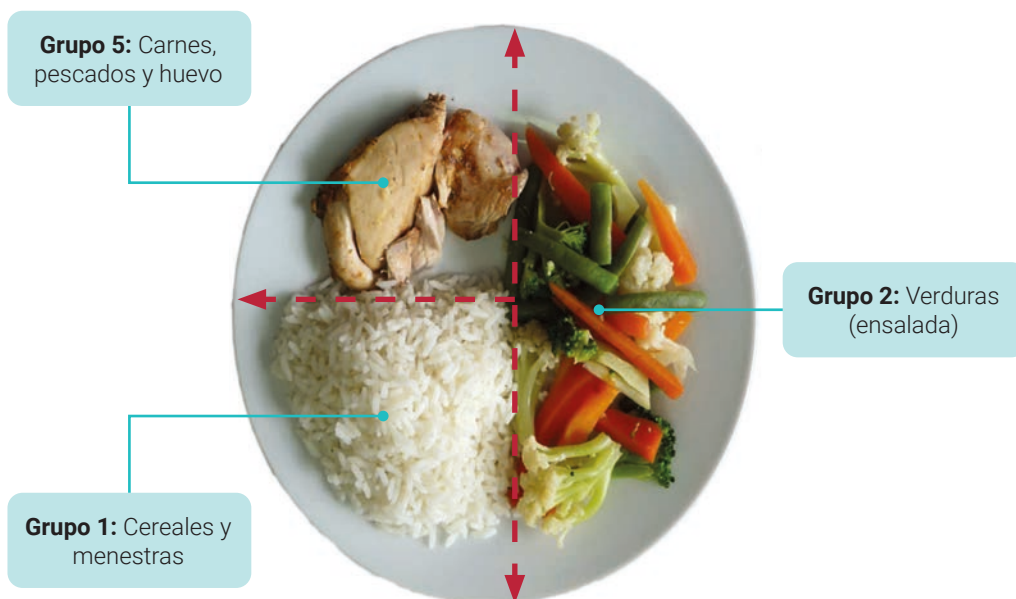 Grupo 5: Carnes,
pescados y huevo
Grupo 2: Verduras
(ensalada)
Grupo 1: Cereales y
menestras